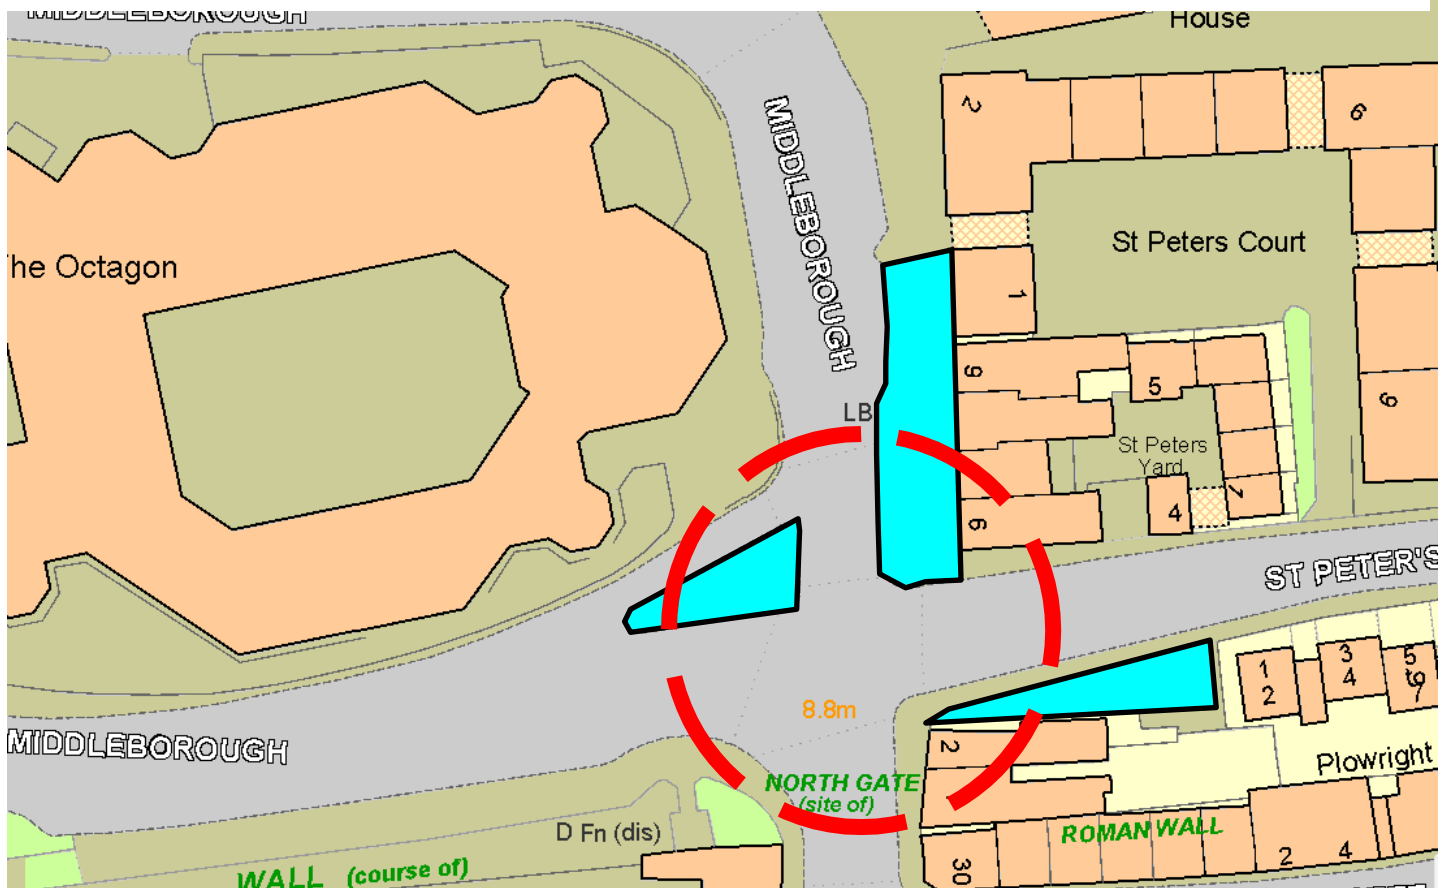 MIDDLEBOROUGH
House
2
6
MIDDLEBOROUGH
St Peters Court
The Octagon
1
9
5
9
LB
St Peters
Yard
4
7
6
ST PETER'S
1
2
3
4
5
7
8.8m
MIDDLEBOROUGH
2
Plowright
NORTH GATE
(site of)
D Fn (dis)
ROMAN WALL
2
4
30
WALL (course of)